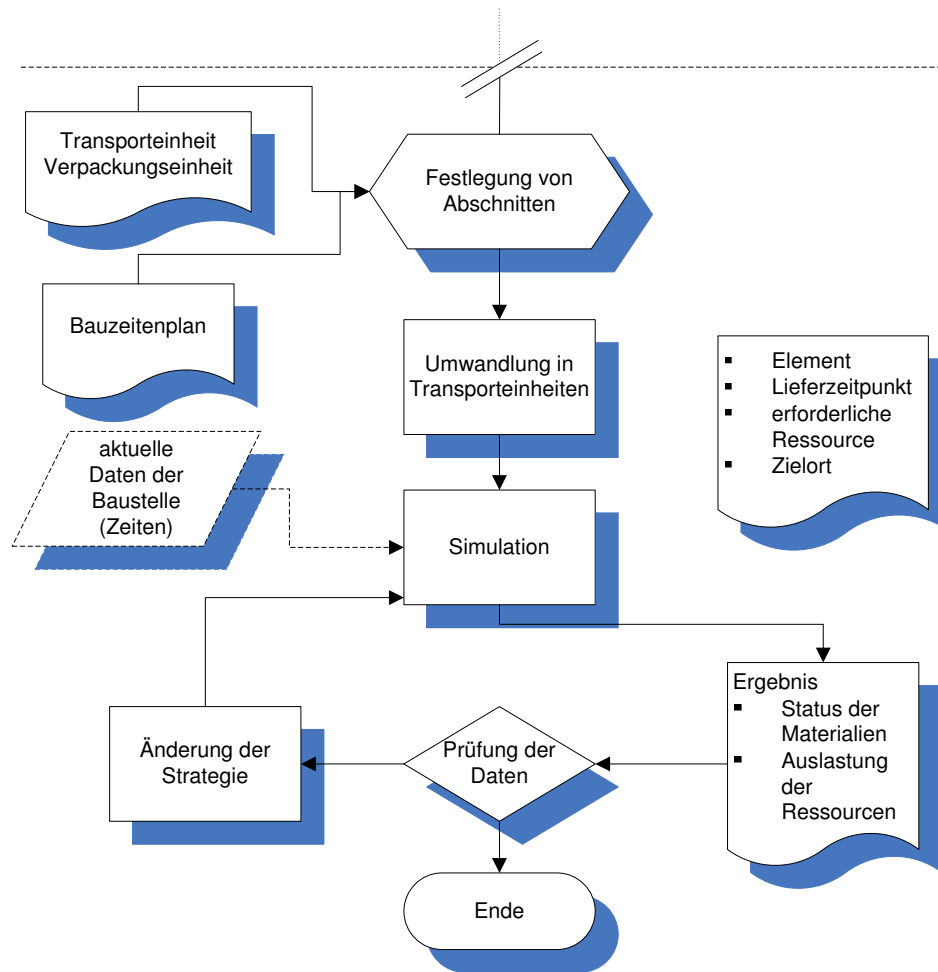 Transporteinheit
Verpackungseinheit
Festlegung von
Abschnitten
Bauzeitenplan
Umwandlung in
Transporteinheiten
▪ Element
▪ Lieferzeitpunkt
▪ erforderliche
Ressource
▪ Zielort
aktuelle
Daten der
Baustelle
(Zeiten)
Simulation
Ergebnis
▪ Status der
Materialien
▪ Auslastung
der
Ressourcen
Prüfung der
Daten
Änderung der
Strategie
Ende